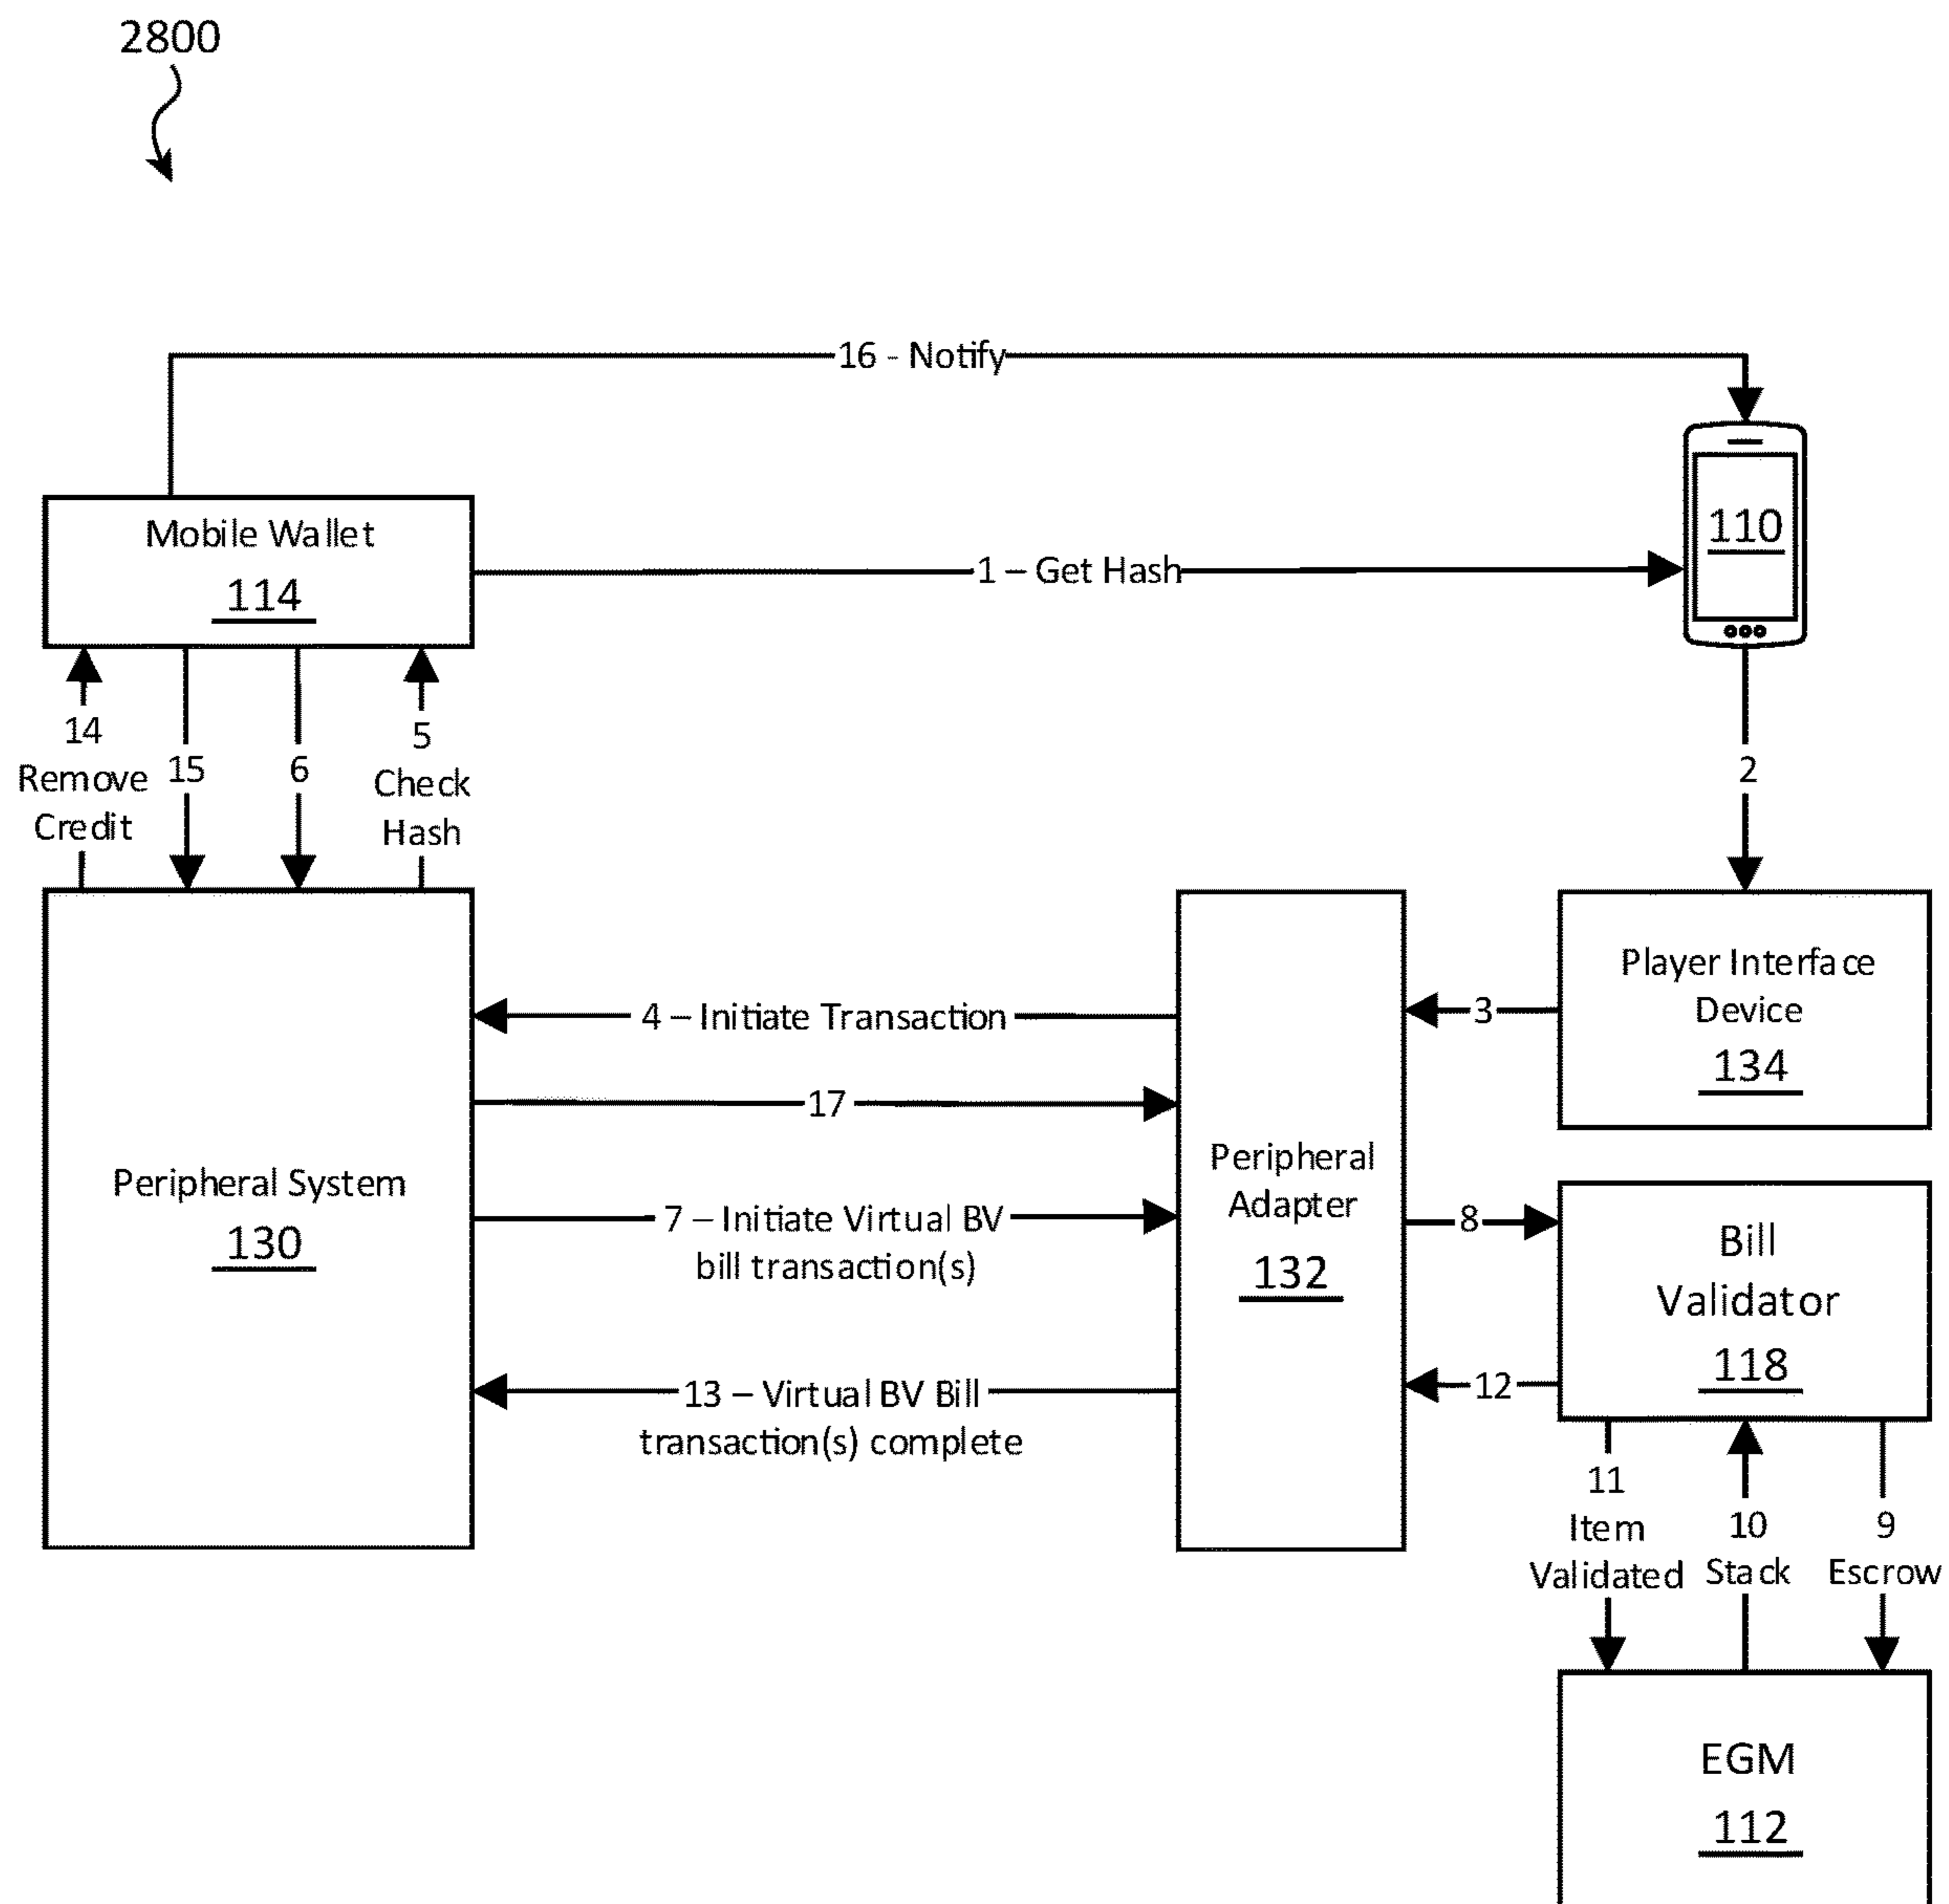 2800
16 - Notify
Mobile Wallet
114
1 – Get Hash
110
14
Remove
Credit
15
6
5
Check
Hash
2
4 – Initiate Transaction
3
Player Interface
Device
134
17
Peripheral System
130
7 – Initiate Virtual BV
bill transaction(s)
Peripheral
Adapter
132
8
Bill
Validator
118
13 – Virtual BV Bill
transaction(s) complete
12
11
Item
Validated
10
Stack
9
Escrow
EGM
112